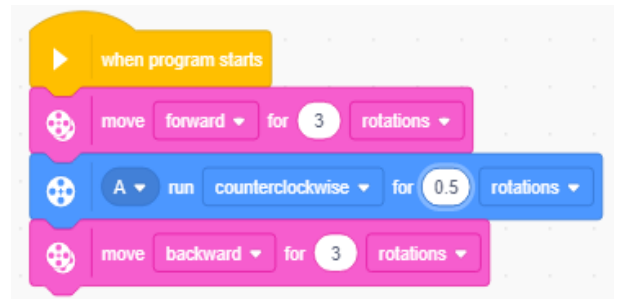 when program starts
move forward for 3 rotations
A run counterclockwise for 0.5 rotations
move backward for 3 rotations